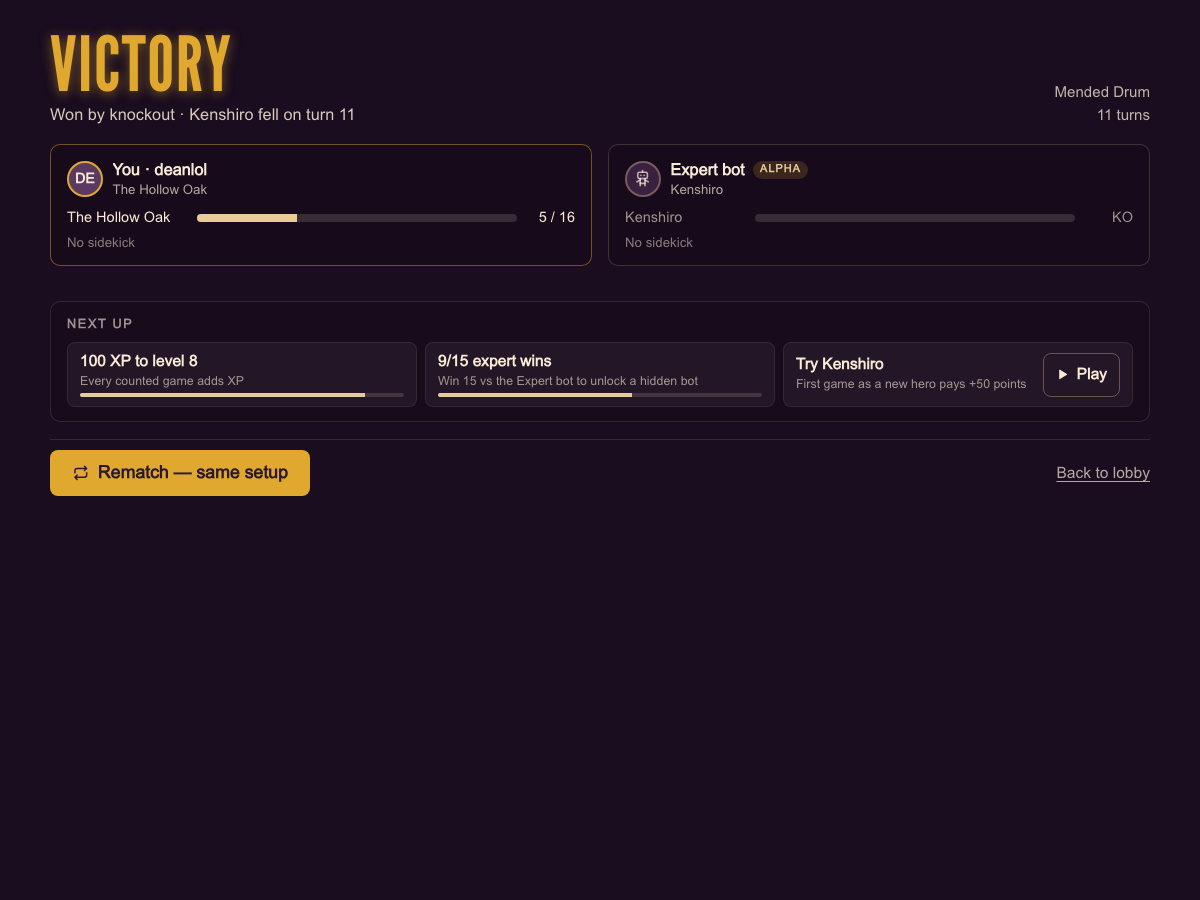 VICTORY
Won by knockout · Kenshiro fell on turn 11
Mended Drum
11 turns
DE
You · deanlol
The Hollow Oak
The Hollow Oak
5 / 16
No sidekick
Expert bot
ALPHA
Kenshiro
Kenshiro
KO
No sidekick
NEXT UP
100 XP to level 8
Every counted game adds XP
9/15 expert wins
Win 15 vs the Expert bot to unlock a hidden bot
Try Kenshiro
First game as a new hero pays +50 points
Play
Rematch — same setup
Back to lobby